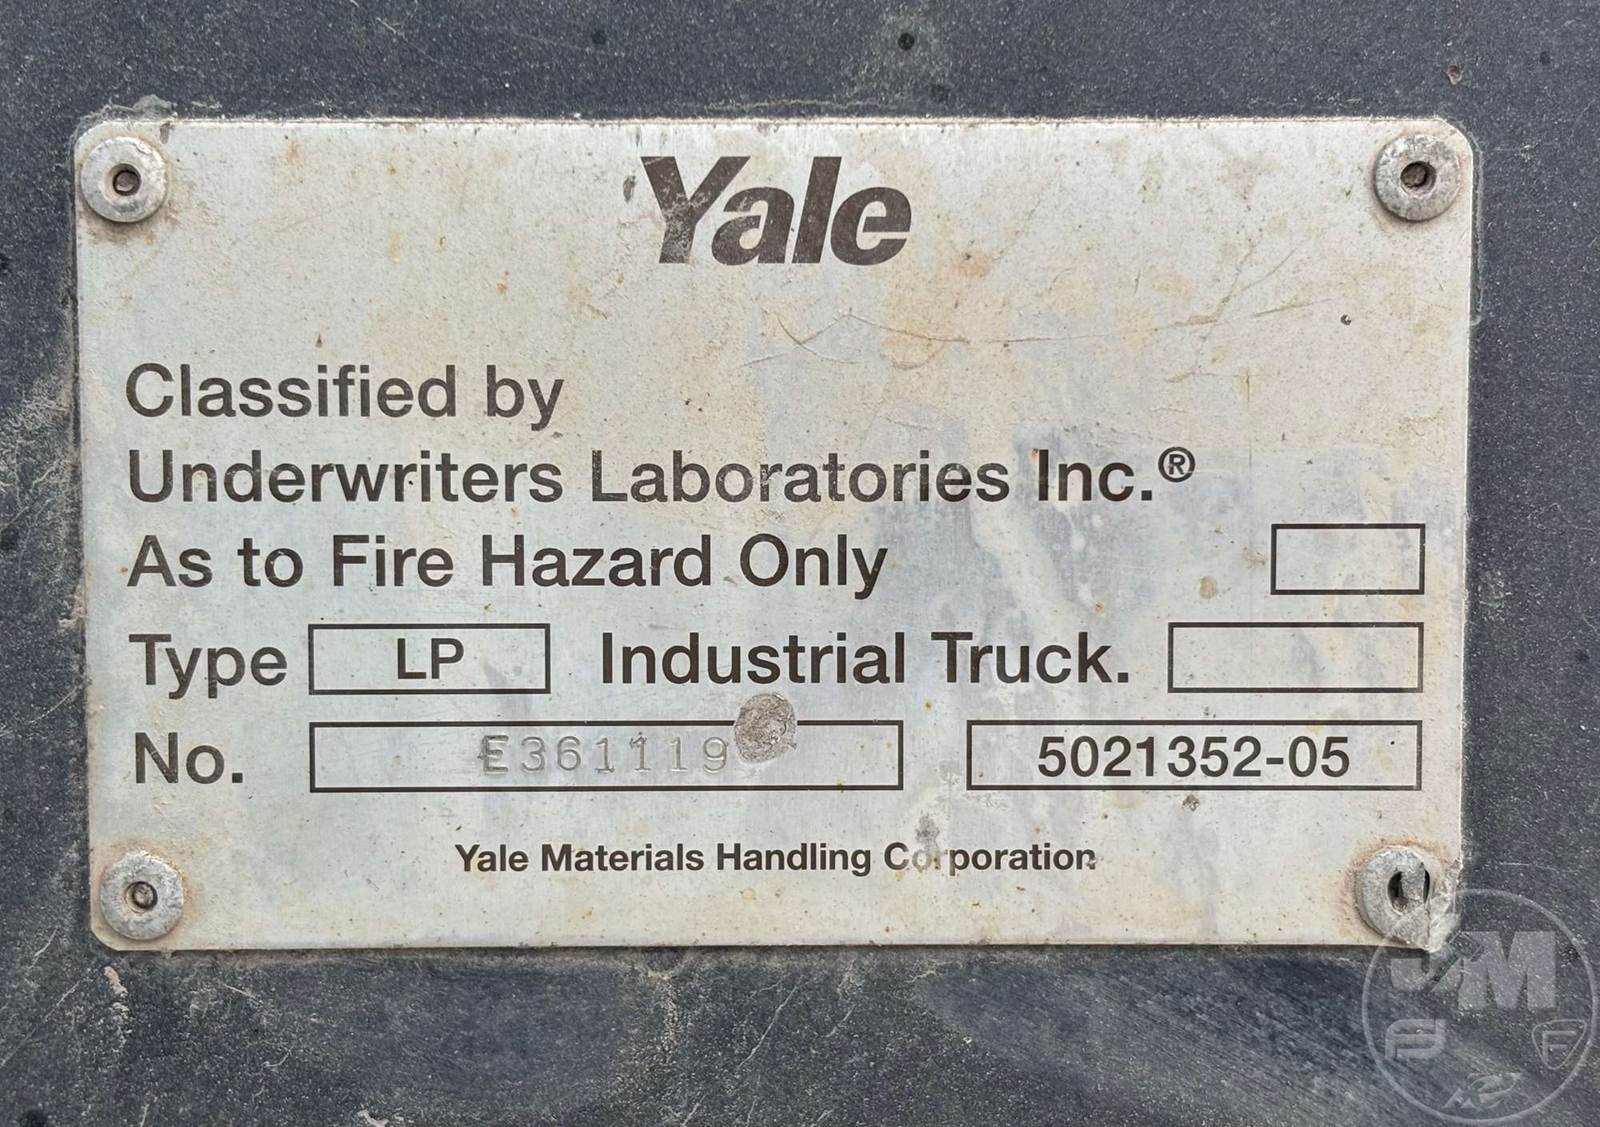 Yale
Classified by
Underwriters Laboratories Inc.®
As to Fire Hazard Only
Type LP Industrial Truck.
No. E361119 5021352-05
Yale Materials Handling Corporation
JM